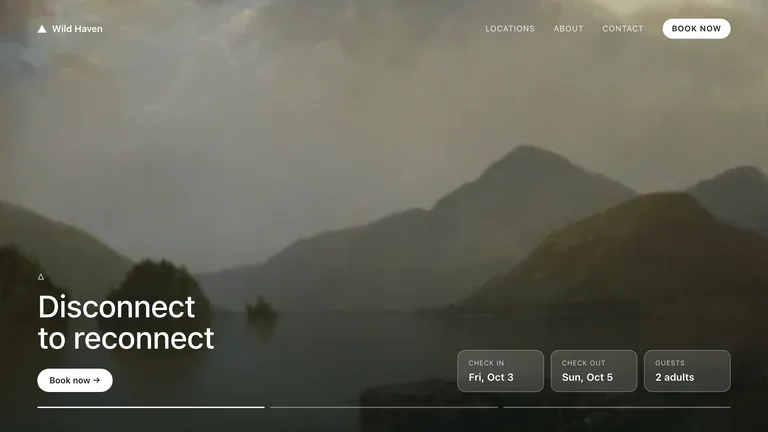 Wild Haven
LOCATIONS
ABOUT
CONTACT
BOOK NOW
Disconnect
to reconnect
Book now →
CHECK IN
Fri, Oct 3
CHECK OUT
Sun, Oct 5
GUESTS
2 adults